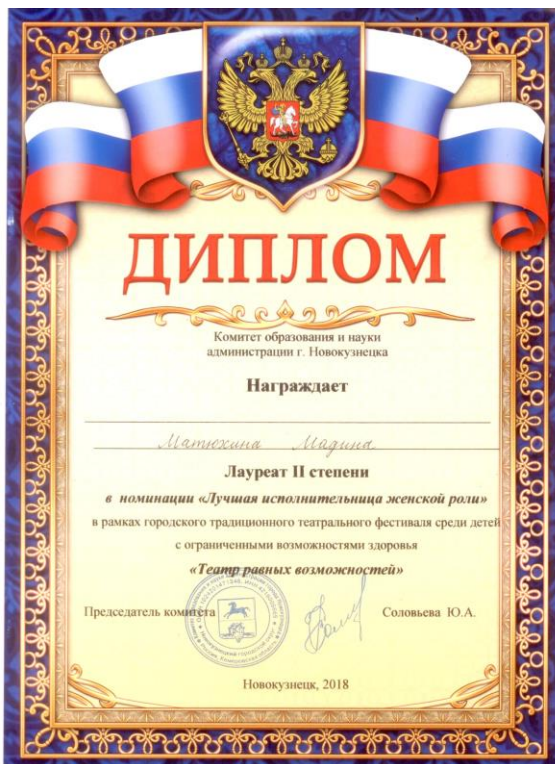 ДИПЛОМ
Комитет образования и науки
администрации г. Новокузнецка
Награждает
Матюхина Мадина
Лауреат II степени
в номинации «Лучшая исполнительница женской роли»
в рамках городского традиционного театрального фестиваля среди детей
с ограниченными возможностями здоровья
«Театр равных возможностей»
Председатель комитета Соловьева Ю.А.
Новокузнецк, 2018